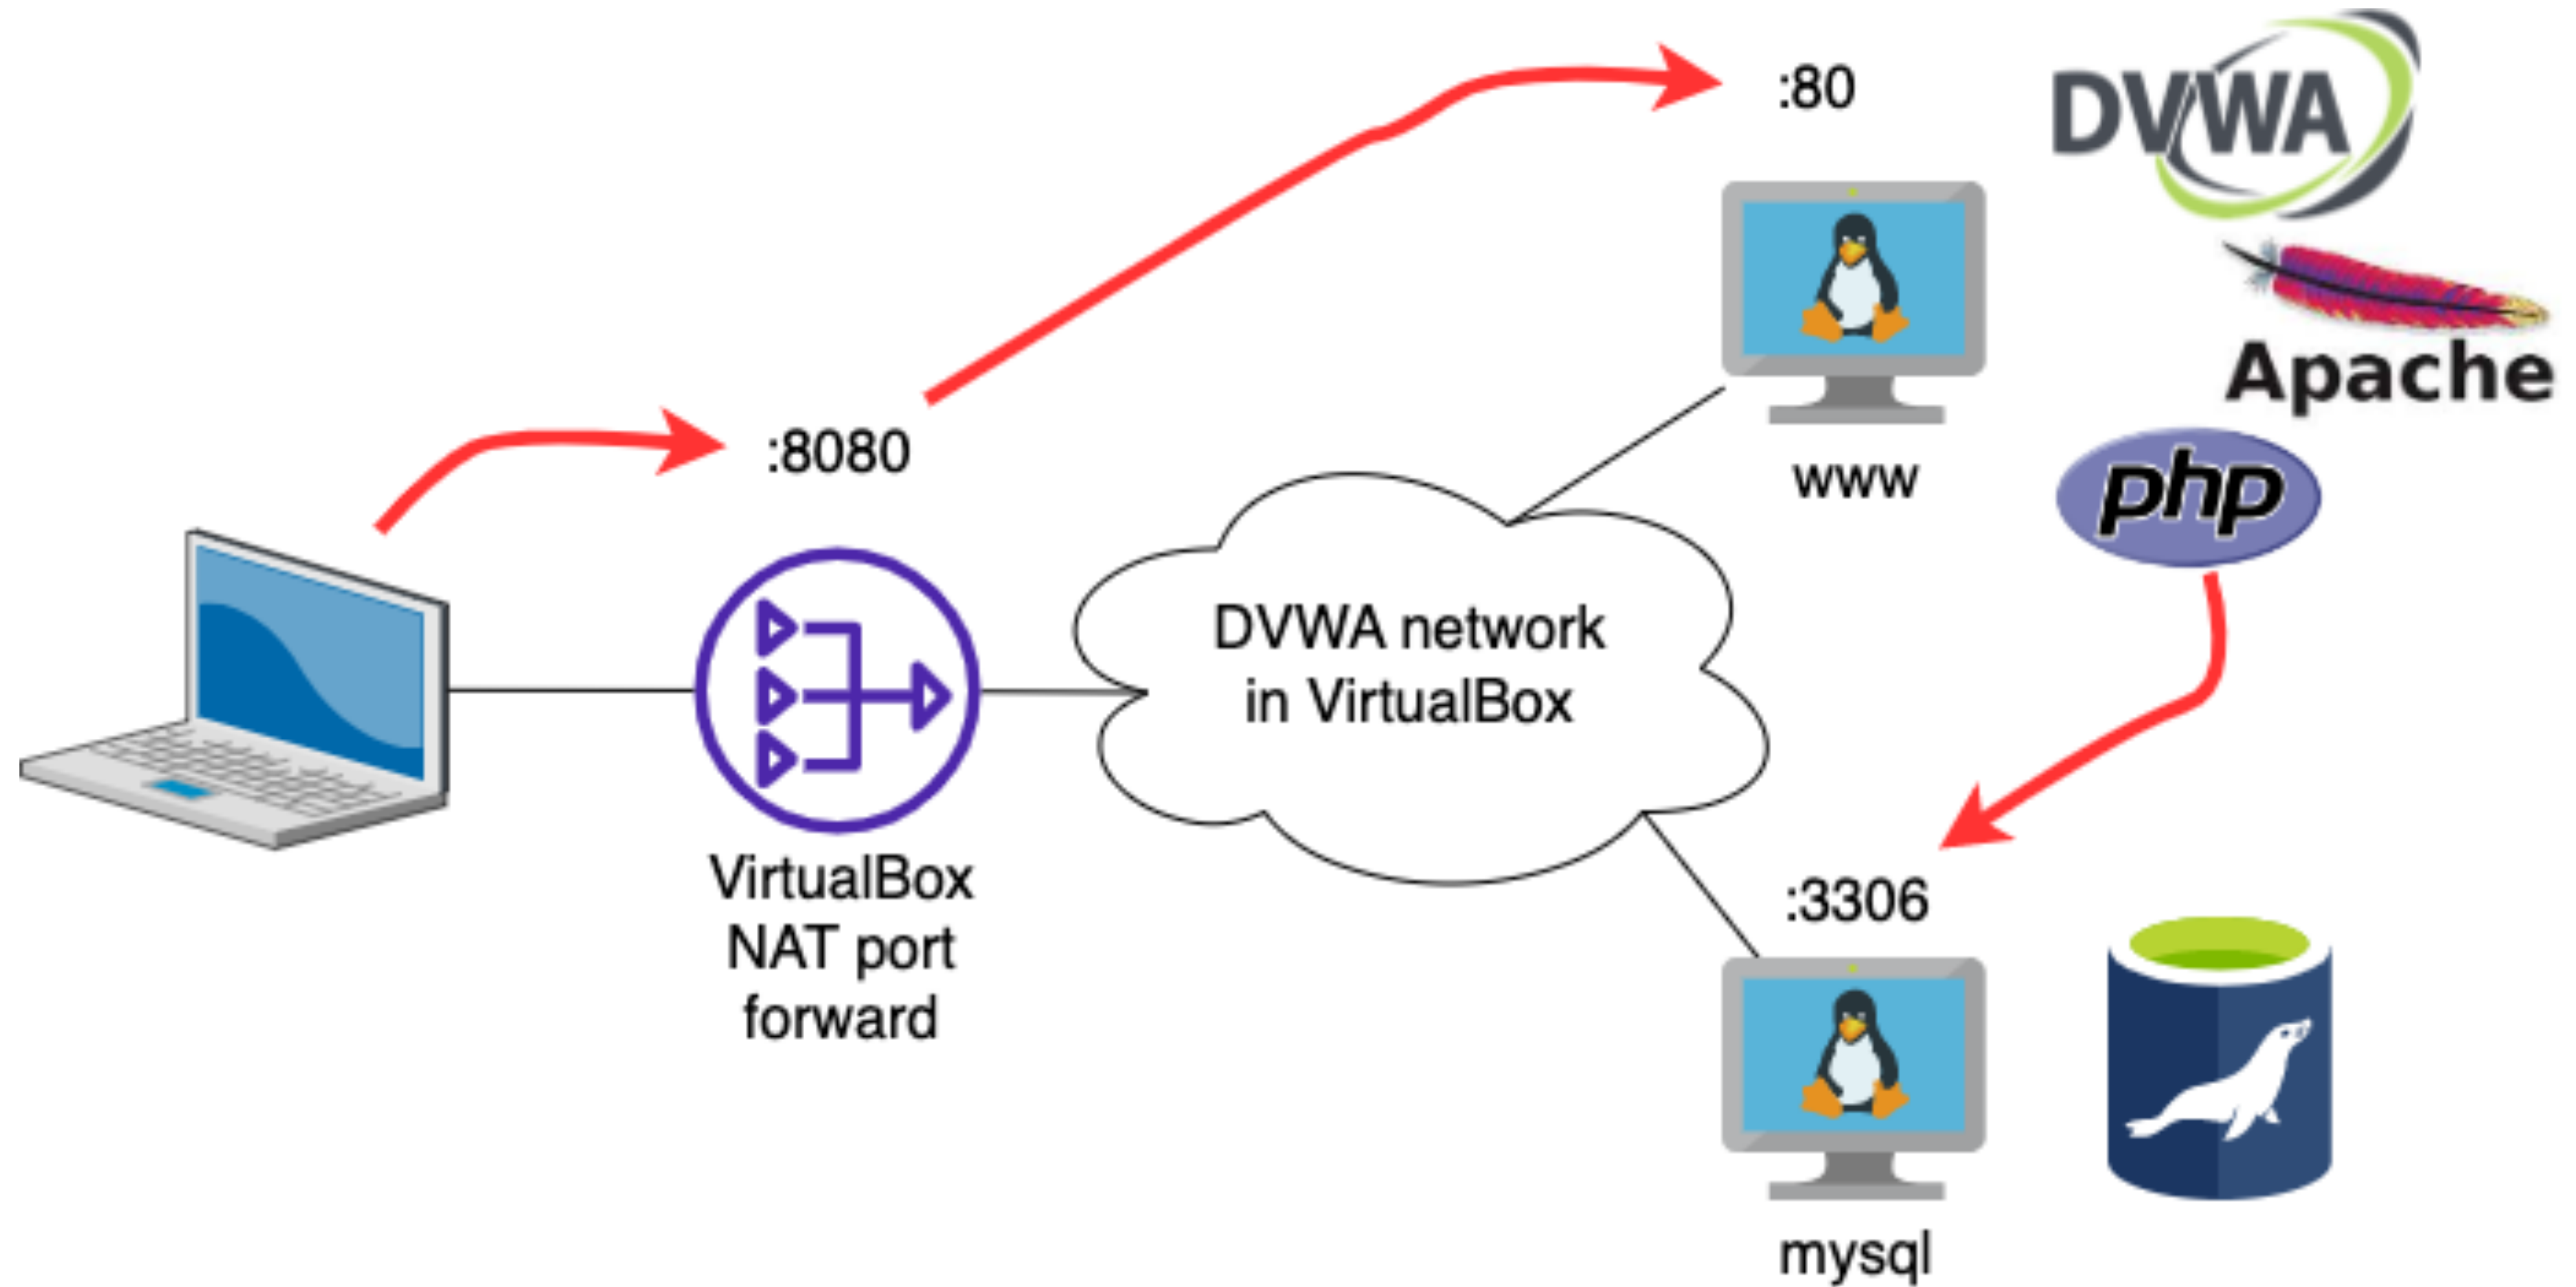 :80
DVWA
Apache
:8080
www
php
DVWA network
in VirtualBox
VirtualBox
NAT port
forward
:3306
mysql